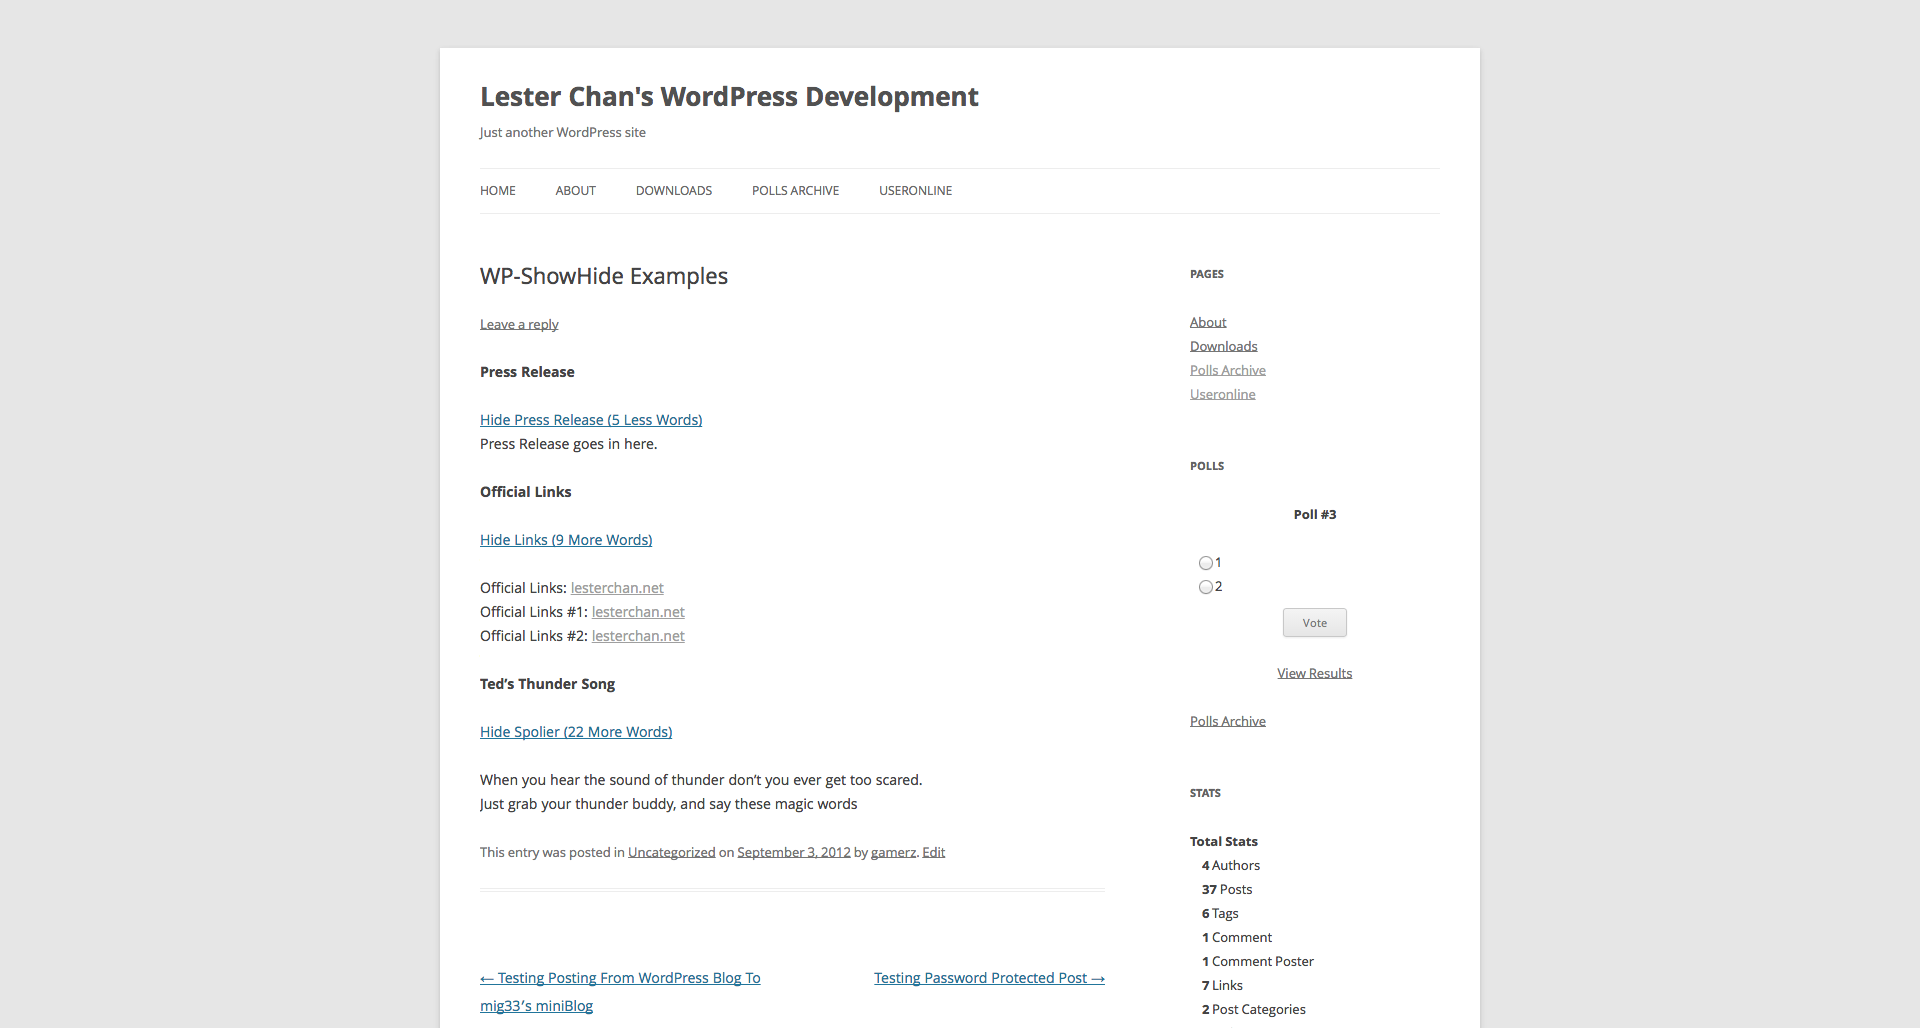 Lester Chan's WordPress Development
Just another WordPress site
HOME ABOUT DOWNLOADS POLLS ARCHIVE USERONLINE
WP-ShowHide Examples
Leave a reply
Press Release
Hide Press Release (5 Less Words)
Press Release goes in here.
Official Links
Hide Links (9 More Words)
Official Links: lesterchan.net
Official Links #1: lesterchan.net
Official Links #2: lesterchan.net
Ted’s Thunder Song
Hide Spolier (22 More Words)
When you hear the sound of thunder don’t you ever get too scared.
Just grab your thunder buddy, and say these magic words
This entry was posted in Uncategorized on September 3, 2012 by gamerz. Edit
← Testing Posting From WordPress Blog To
mig33′s miniBlog
Testing Password Protected Post →
PAGES
About
Downloads
Polls Archive
Useronline
POLLS
Poll #3
1
2
Vote
View Results
Polls Archive
STATS
Total Stats
4 Authors
37 Posts
6 Tags
1 Comment
1 Comment Poster
7 Links
2 Post Categories